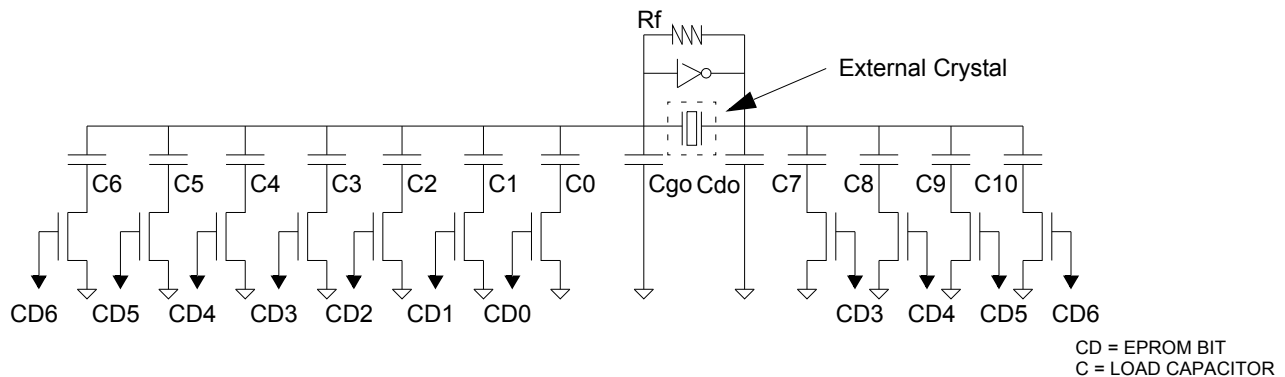 Rf
External Crystal
C6 C5 C4 C3 C2 C1 C0 Cgo Cdo C7 C8 C9 C10
CD6 CD5 CD4 CD3 CD2 CD1 CD0 CD3 CD4 CD5 CD6
CD = EPROM BIT
C = LOAD CAPACITOR